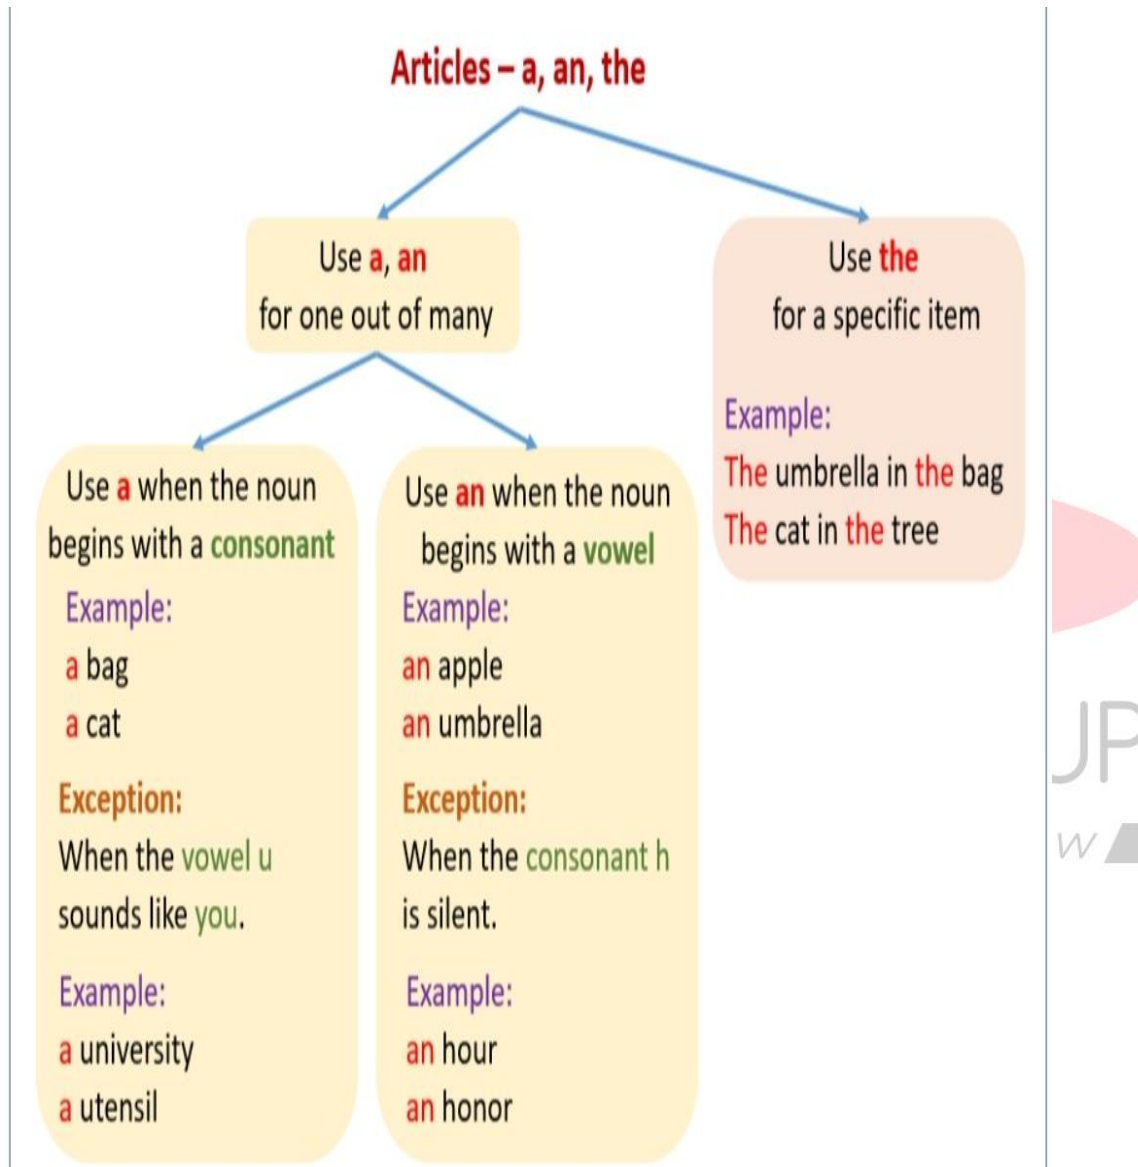 Articles – a, an, the
Use a, an
for one out of many
Use a when the noun
begins with a consonant
Example:
a bag
a cat
Exception:
When the vowel u
sounds like you.
Example:
a university
a utensil
Use an when the noun
begins with a vowel
Example:
an apple
an umbrella
Exception:
When the consonant h
is silent.
Example:
an hour
an honor
Use the
for a specific item
Example:
The umbrella in the bag
The cat in the tree